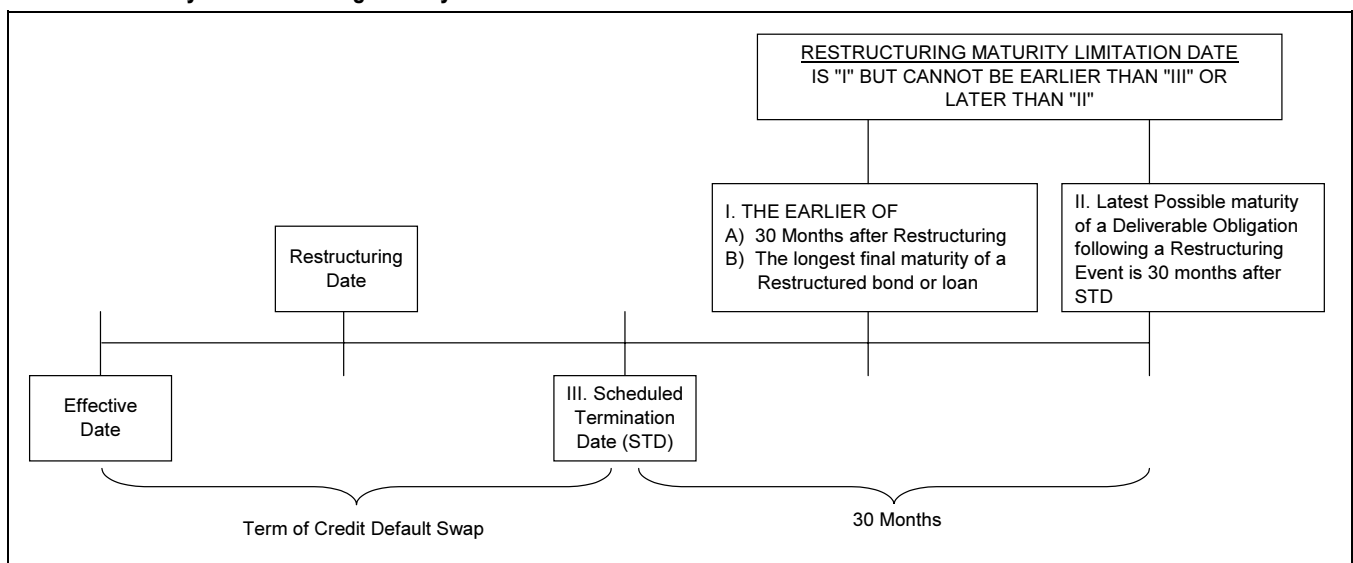 RESTRUCTURING MATURITY LIMITATION DATE
IS "I" BUT CANNOT BE EARLIER THAN "III" OR
LATER THAN "II"
I. THE EARLIER OF
A) 30 Months after Restructuring
B) The longest final maturity of a
Restructured bond or loan
II. Latest Possible maturity
of a Deliverable Obligation
following a Restructuring
Event is 30 months after
STD
Restructuring
Date
Effective
Date
III. Scheduled
Termination
Date (STD)
Term of Credit Default Swap
30 Months